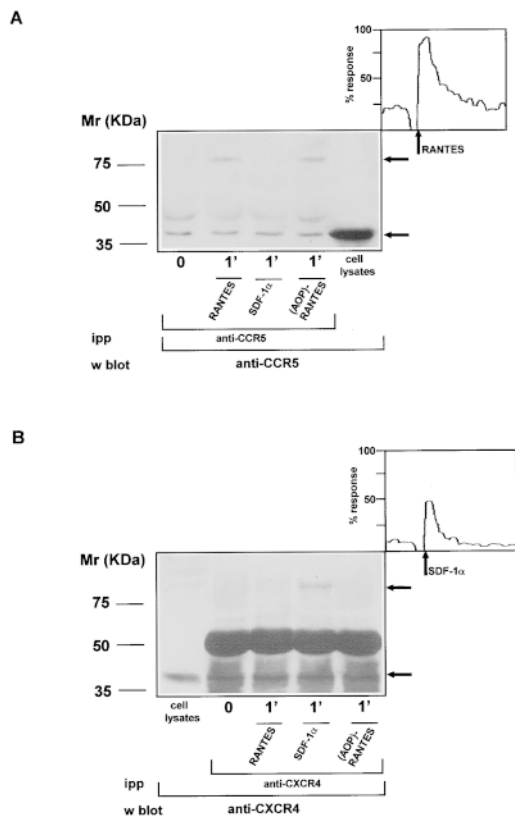 A
% response
100
50
RANTES
Mr (KDa)
75
50
35
0 1' 1' 1' cell lysates
RANTES SDF-1α (AOP)-RANTES
ipp anti-CCR5
w blot anti-CCR5
B
% response
100
50
SDF-1α
Mr (KDa)
75
50
35
cell lysates 0 1' 1' 1'
RANTES SDF-1α (AOP)-RANTES
ipp anti-CXCR4
w blot anti-CXCR4